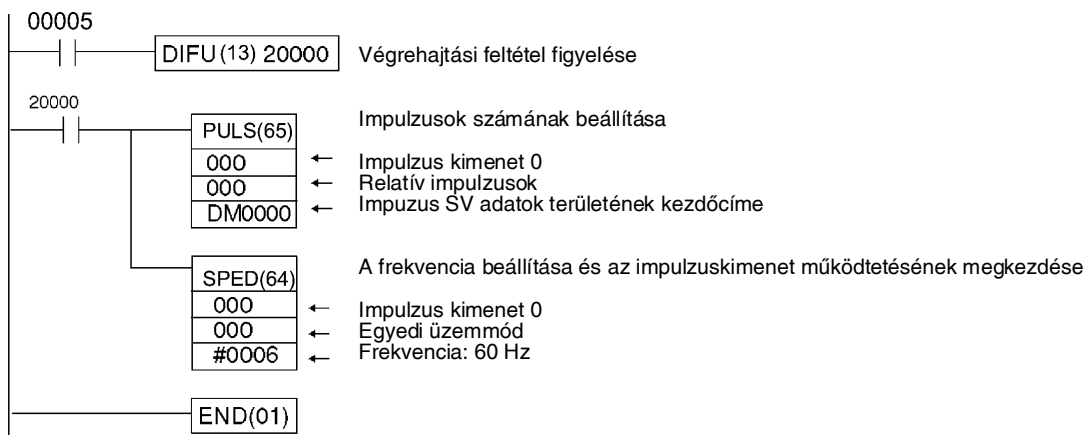 00005
DIFU(13) 20000 Végrehajtási feltétel figyelése
20000
PULS(65) Impulzusok számának beállítása
000 ← Impulzus kimenet 0
000 ← Relatív impulzusok
DM0000 ← Impuzus SV adatok területének kezdőcíme
SPED(64) A frekvencia beállítása és az impulzuskimenet működtetésének megkezdése
000 ← Impulzus kimenet 0
000 ← Egyedi üzemmód
#0006 ← Frekvencia: 60 Hz
END(01)